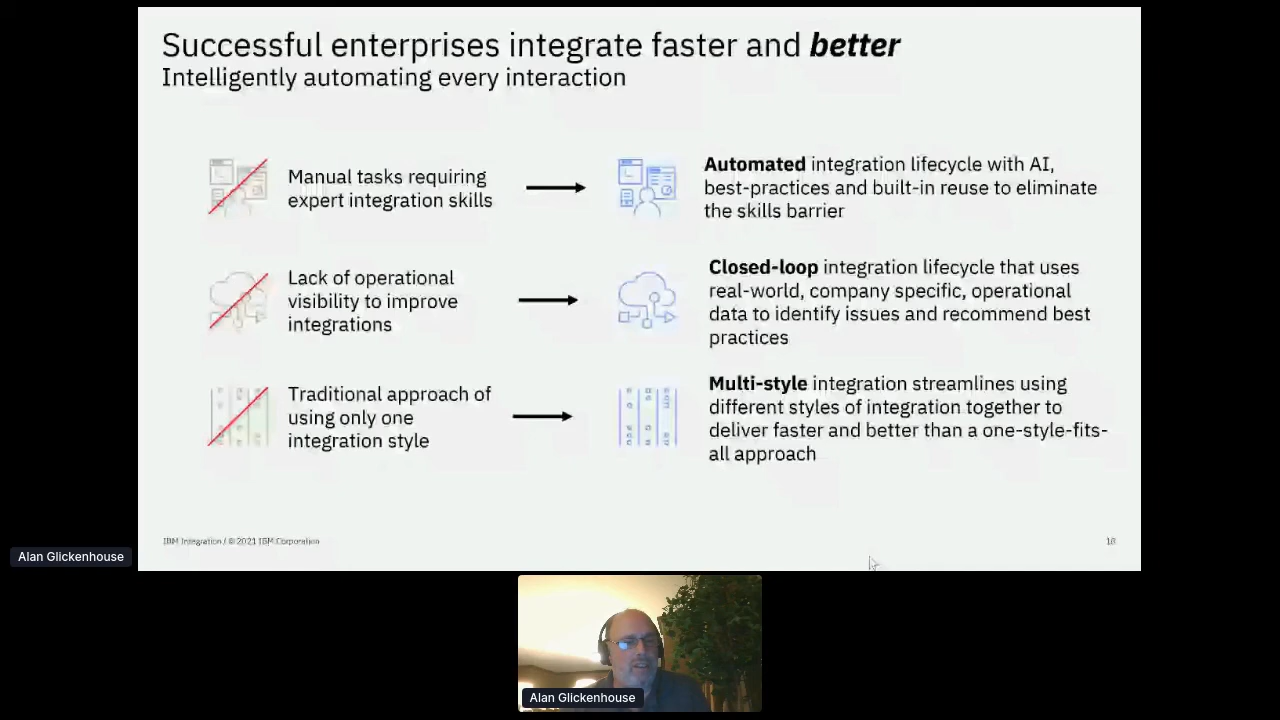 Successful enterprises integrate faster and better
Intelligently automating every interaction
Manual tasks requiring
expert integration skills
Automated integration lifecycle with AI,
best-practices and built-in reuse to eliminate
the skills barrier
Lack of operational
visibility to improve
integrations
Closed-loop integration lifecycle that uses
real-world, company specific, operational
data to identify issues and recommend best
practices
Traditional approach of
using only one
integration style
Multi-style integration streamlines using
different styles of integration together to
deliver faster and better than a one-style-fits-
all approach
IBM Integration / © 2021 IBM Corporation
18
Alan Glickenhouse
Alan Glickenhouse